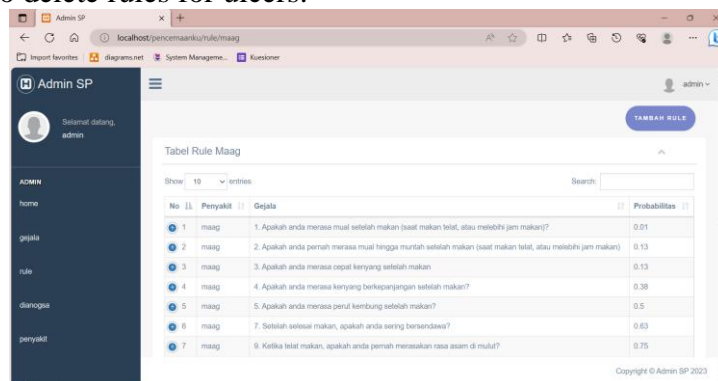 o delete rules for ulcers.
Admin SP
localhost/pencemaanku/rule/maag
Import favorites diagrams.net System Manageme... Kuesioner
Admin SP
admin
Selamat datang,
admin
TAMBAH RULE
Tabel Rule Maag
ADMIN
home
gejala
rule
dianogsa
penyakit
Show 10 entries Search:
No Penyakit Gejala Probabilitas
1 maag 1. Apakah anda merasa mual setelah makan (saat makan telat, atau melebihi jam makan)? 0.01
2 maag 2. Apakah anda pernah merasa mual hingga muntah setelah makan (saat makan telat, atau melebihi jam makan) 0.13
3 maag 3. Apakah anda merasa cepat kenyang setelah makan 0.13
4 maag 4. Apakah anda merasa kenyang berkepanjangan setelah makan? 0.38
5 maag 5. Apakah anda merasa perut kembung setelah makan? 0.5
6 maag 7. Setelah selesai makan, apakah anda sering bersendawa? 0.63
7 maag 9. Ketika telat makan, apakah anda pernah merasakan rasa asam di mulut? 0.75
Copyright © Admin SP 2023